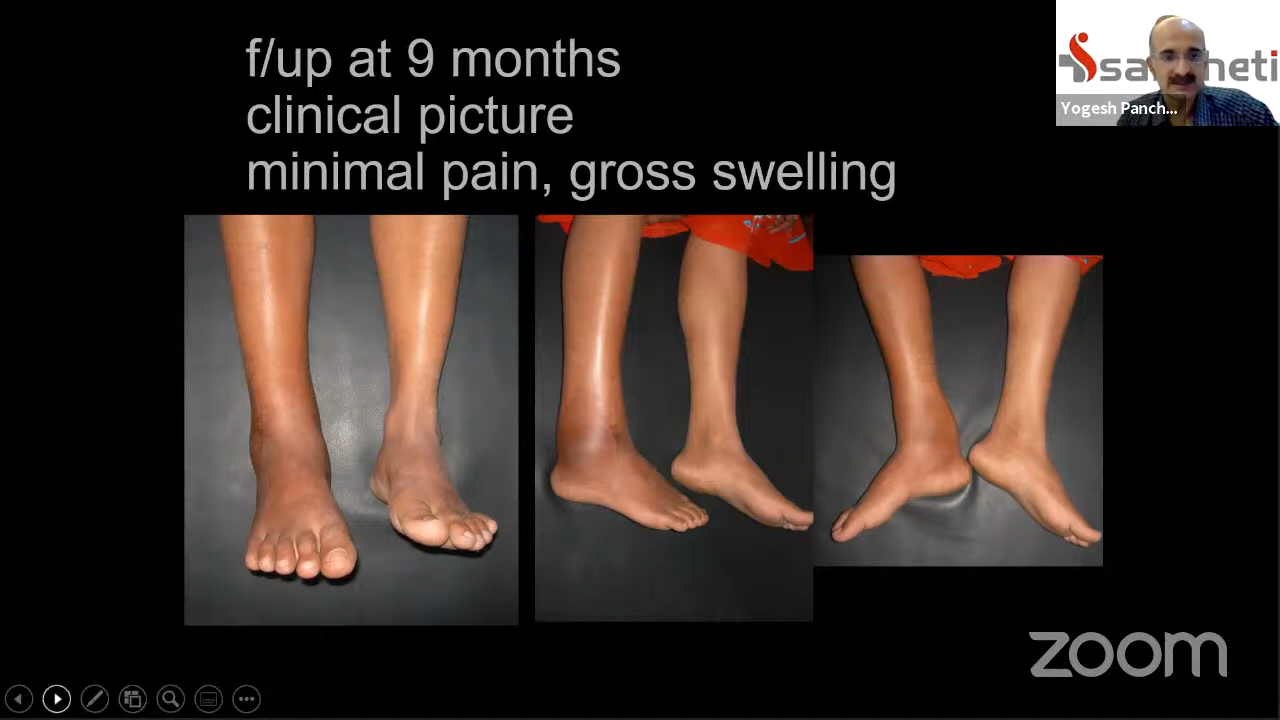 f/up at 9 months
clinical picture
minimal pain, gross swelling
Yogesh Panch...
zoom